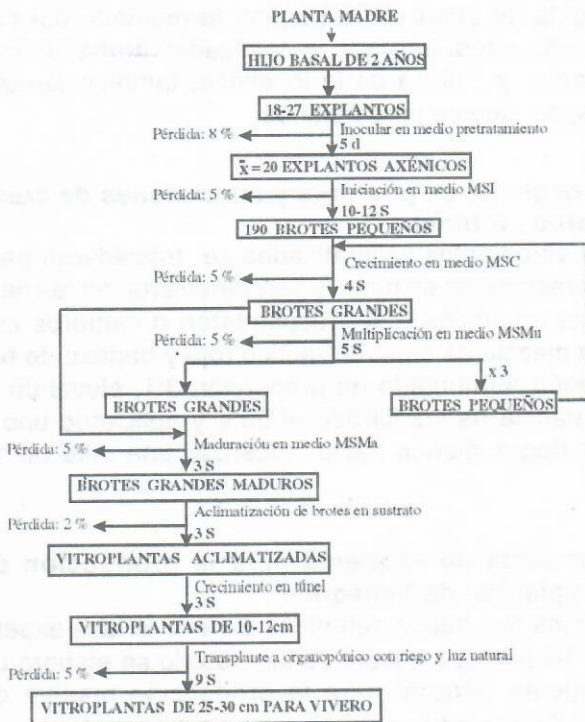 PLANTA MADRE
HIJO BASAL DE 2 AÑOS
18-27 EXPLANTOS
Pérdida: 8 %
Inocular en medio pretratamiento
5 d
x̄ = 20 EXPLANTOS AXÉNICOS
Pérdida: 5 %
Iniciación en medio MSI
10-12 S
190 BROTES PEQUEÑOS
Crecimiento en medio MSC
Pérdida: 5 %
4 S
BROTES GRANDES
Multiplicación en medio MSMu
5 S
x 3
BROTES GRANDES
BROTES PEQUEÑOS
Pérdida: 5 %
Maduración en medio MSMa
3 S
BROTES GRANDES MADUROS
Aclimatización de brotes en sustrato
Pérdida: 2 %
3 S
VITROPLANTAS ACLIMATIZADAS
Crecimiento en túnel
3 S
VITROPLANTAS DE 10-12cm
Transplante a organopónico con riego y luz natural
Pérdida: 5 %
9 S
VITROPLANTAS DE 25-30 cm PARA VIVERO